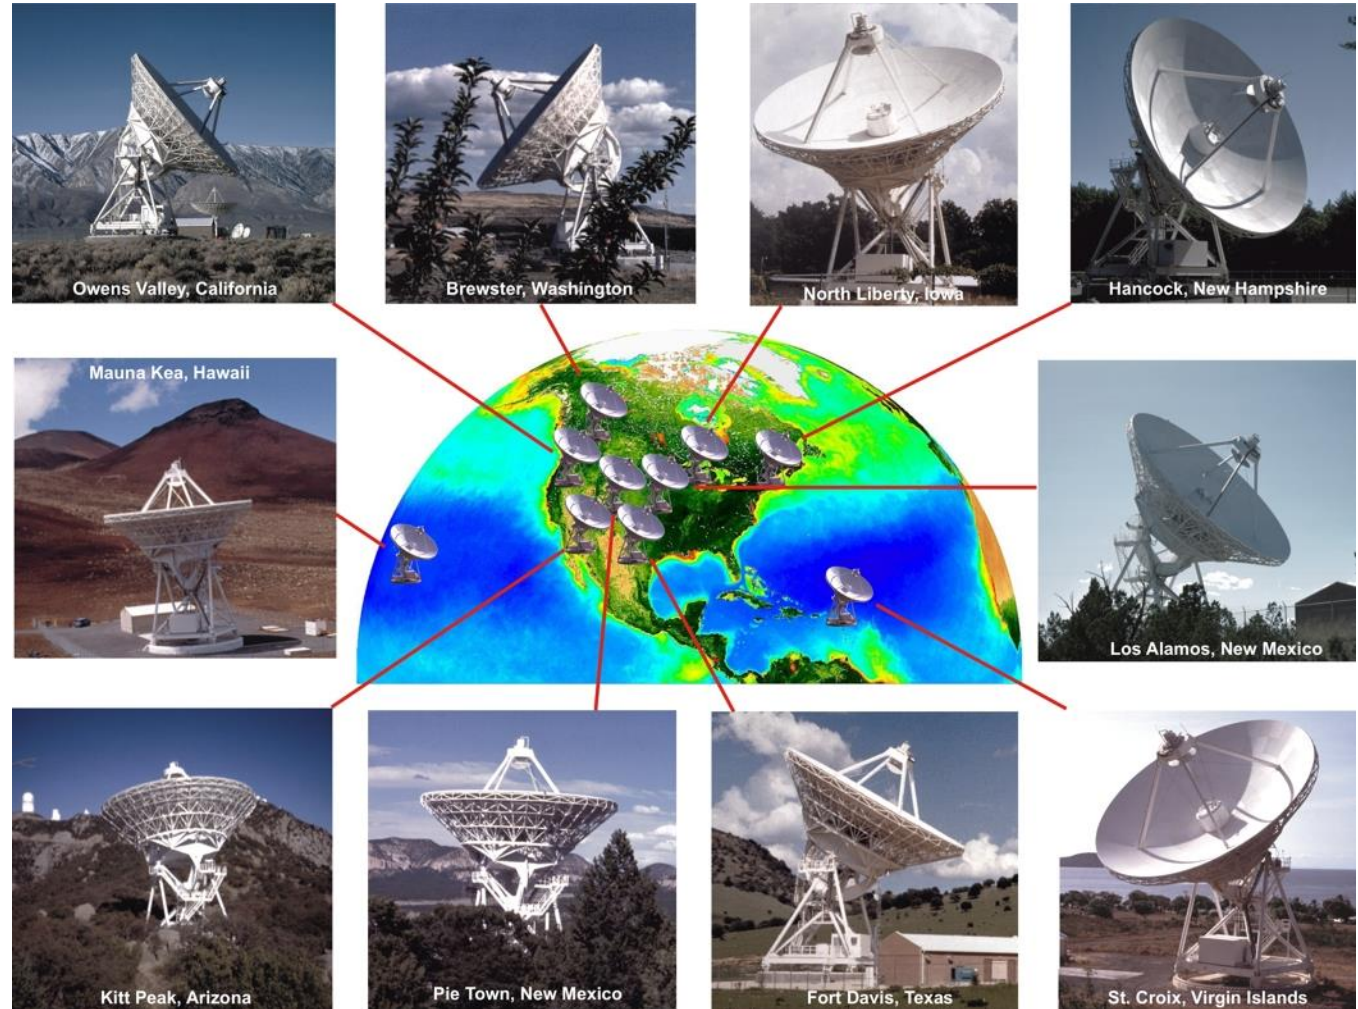 Owens Valley, California
Brewster, Washington
North Liberty, Iowa
Hancock, New Hampshire
Mauna Kea, Hawaii
Los Alamos, New Mexico
Kitt Peak, Arizona
Pie Town, New Mexico
Fort Davis, Texas
St. Croix, Virgin Islands